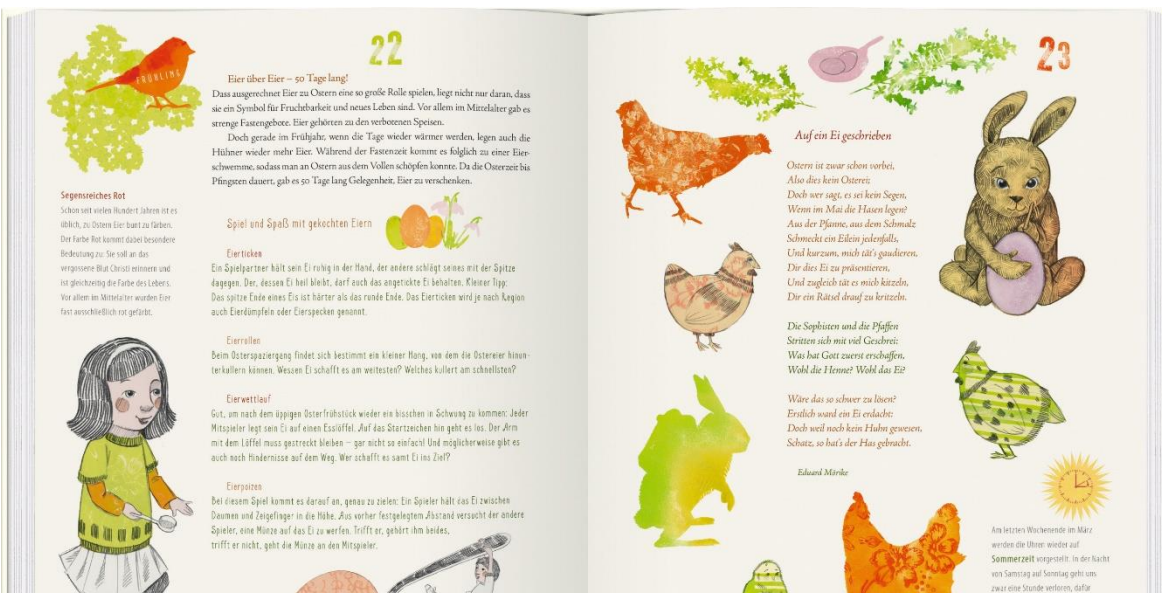 22
FRÜHLING
Eier über Eier – 50 Tage lang!
Dass ausgerechnet Eier zu Ostern eine so große Rolle spielen, liegt nicht nur daran, dass
sie ein Symbol für Fruchtbarkeit und neues Leben sind. Vor allem im Mittelalter gab es
strenge Fastengebote. Eier gehörten zu den verbotenen Speisen.
Doch gerade im Frühjahr, wenn die Tage wieder wärmer werden, legen auch die
Hühner wieder mehr Eier. Während der Fastenzeit kommt es folglich zu einer Eier-
schwemme, sodass man an Ostern aus dem Vollen schöpfen konnte. Da die Osterzeit bis
Pfingsten dauert, gab es 50 Tage lang Gelegenheit, Eier zu verschenken.
Segensreiches Rot
Schon seit vielen Hundert Jahren ist es
üblich, zu Ostern Eier bunt zu färben.
Der Farbe Rot kommt dabei besondere
Bedeutung zu: Sie soll an das
vergossene Blut Christi erinnern und
ist gleichzeitig die Farbe des Lebens.
Vor allem im Mittelalter wurden Eier
fast ausschließlich rot gefärbt.
Spiel und Spaß mit gekochten Eiern
Eierticken
Ein Spielpartner hält sein Ei ruhig in der Hand, der andere schlägt seines mit der Spitze
dagegen. Der, dessen Ei heil bleibt, darf auch das angetickte Ei behalten. Kleiner Tipp:
Das spitze Ende eines Eis ist härter als das runde Ende. Das Eierticken wird je nach Region
auch Eierdümpfeln oder Eierspecken genannt.
Eierrollen
Beim Osterspaziergang findet sich bestimmt ein kleiner Hang, von dem die Ostereier hinun-
terkullern können. Wessen Ei schafft es am weitesten? Welches kullert am schnellsten?
Eierwettlauf
Gut, um nach dem üppigen Osterfrühstück wieder ein bisschen in Schwung zu kommen: Jeder
Mitspieler legt sein Ei auf einen Esslöffel. Auf das Startzeichen hin geht es los. Der Arm
mit dem Löffel muss gestreckt bleiben – gar nicht so einfach! Und möglicherweise gibt es
auch noch Hindernisse auf dem Weg. Wer schafft es samt Ei ins Ziel?
Eierpoizen
Bei diesem Spiel kommt es darauf an, genau zu zielen: Ein Spieler hält das Ei zwischen
Daumen und Zeigefinger in die Höhe. Aus vorher festgelegtem Abstand versucht der andere
Spieler, eine Münze auf das Ei zu werfen. Trifft er, gehört ihm beides,
trifft er nicht, geht die Münze an den Mitspieler.
23
Auf ein Ei geschrieben
Ostern ist zwar schon vorbei,
Also dies kein Osterei;
Doch wer sagt, es sei kein Segen,
Wenn im Mai die Hasen legen?
Aus der Pfanne, aus dem Schmalz
Schmeckt ein Eilein jedenfalls,
Und kurzum, mich tät's gaudieren,
Dir dies Ei zu präsentieren,
Und zugleich tät es mich kitzeln,
Dir ein Rätsel drauf zu kritzeln.
Die Sophisten und die Pfaffen
Stritten sich mit viel Geschrei:
Was hat Gott zuerst erschaffen,
Wohl die Henne? Wohl das Ei?
Wäre das so schwer zu lösen?
Erstlich ward ein Ei erdacht:
Doch weil noch kein Huhn gewesen,
Schatz, so hat's der Has gebracht.
Eduard Mörike
Am letzten Wochenende im März
werden die Uhren wieder auf
Sommerzeit vorgestellt. In der Nacht
von Samstag auf Sonntag geht uns
zwar eine Stunde verloren, dafür